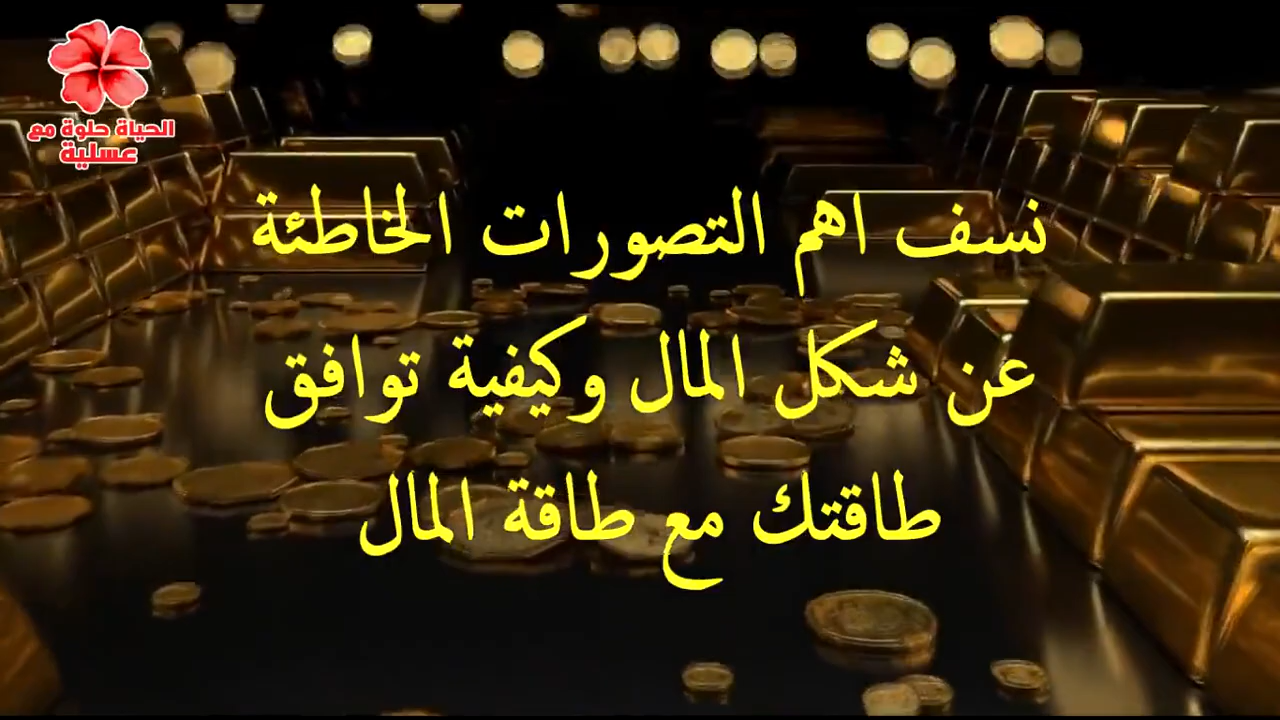 الحياة حلوة مع
عسلية
نسف اهم التصورات الخاطئة
عن شكل المال وكيفية توافق
طاقتك مع طاقة المال